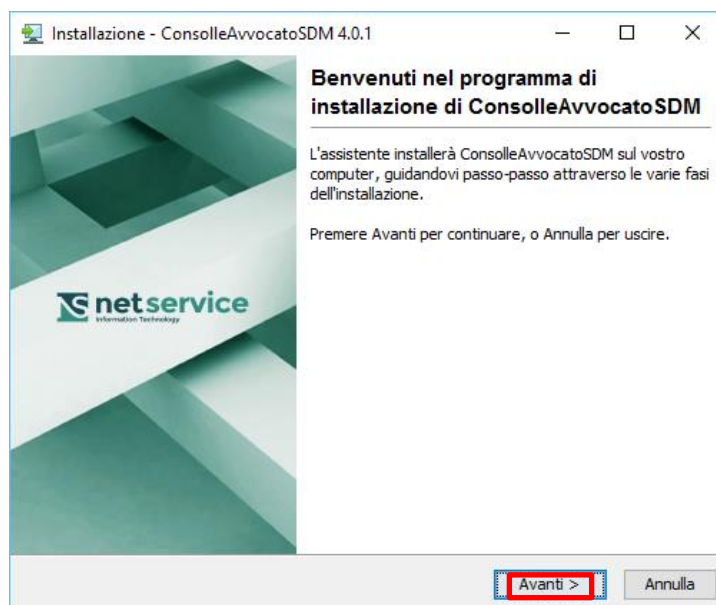 Installazione - ConsolleAvvocatoSDM 4.0.1
Benvenuti nel programma di
installazione di ConsolleAvvocatoSDM
L'assistente installerà ConsolleAvvocatoSDM sul vostro
computer, guidandovi passo-passo attraverso le varie fasi
dell'installazione.
Premere Avanti per continuare, o Annulla per uscire.
netservice
Information Technology
Avanti >
Annulla